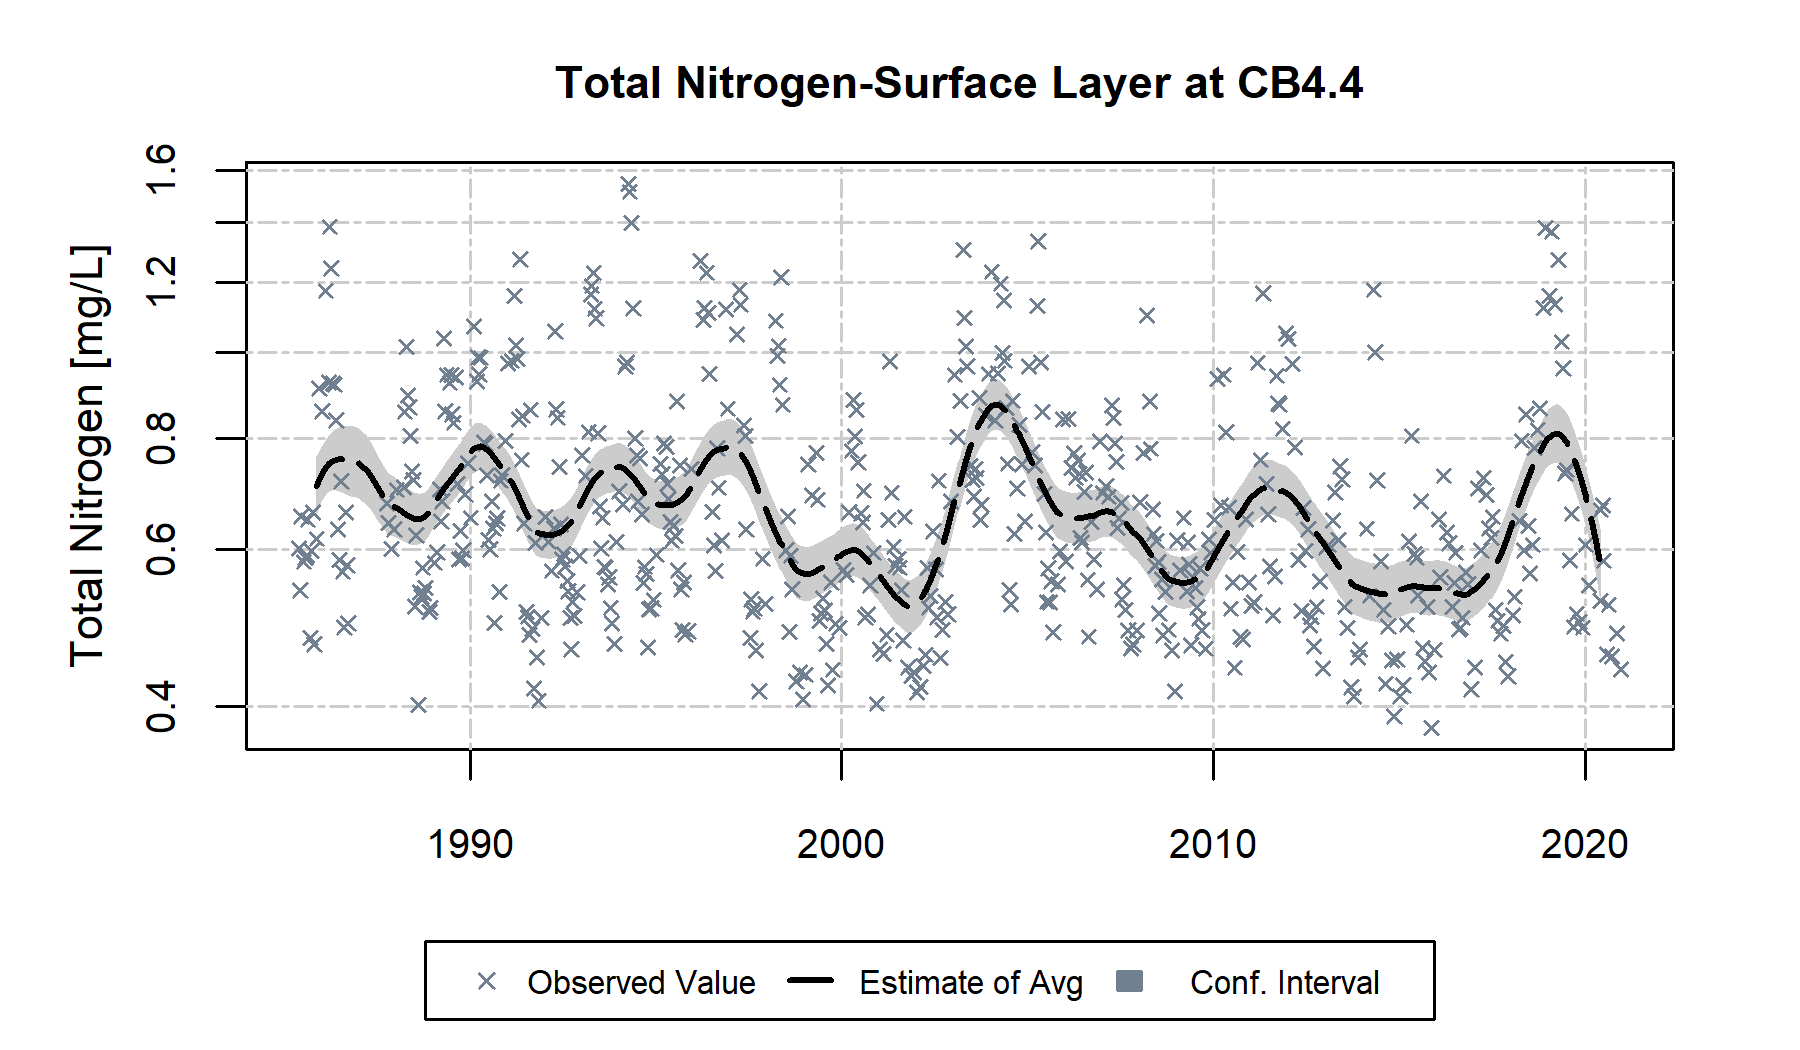 Total Nitrogen-Surface Layer at CB4.4
Total Nitrogen [mg/L]
1.6
1.2
0.8
0.6
0.4
1990 2000 2010 2020
Observed Value Estimate of Avg Conf. Interval